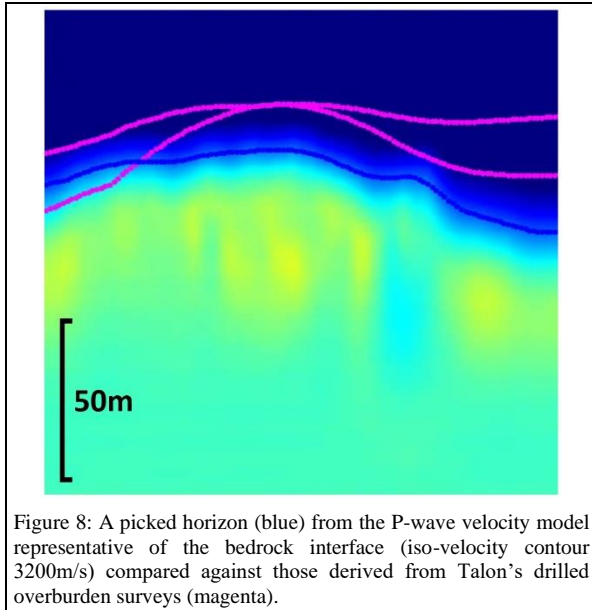 50m
Figure 8: A picked horizon (blue) from the P-wave velocity model
representative of the bedrock interface (iso-velocity contour
3200m/s) compared against those derived from Talon’s drilled
overburden surveys (magenta).